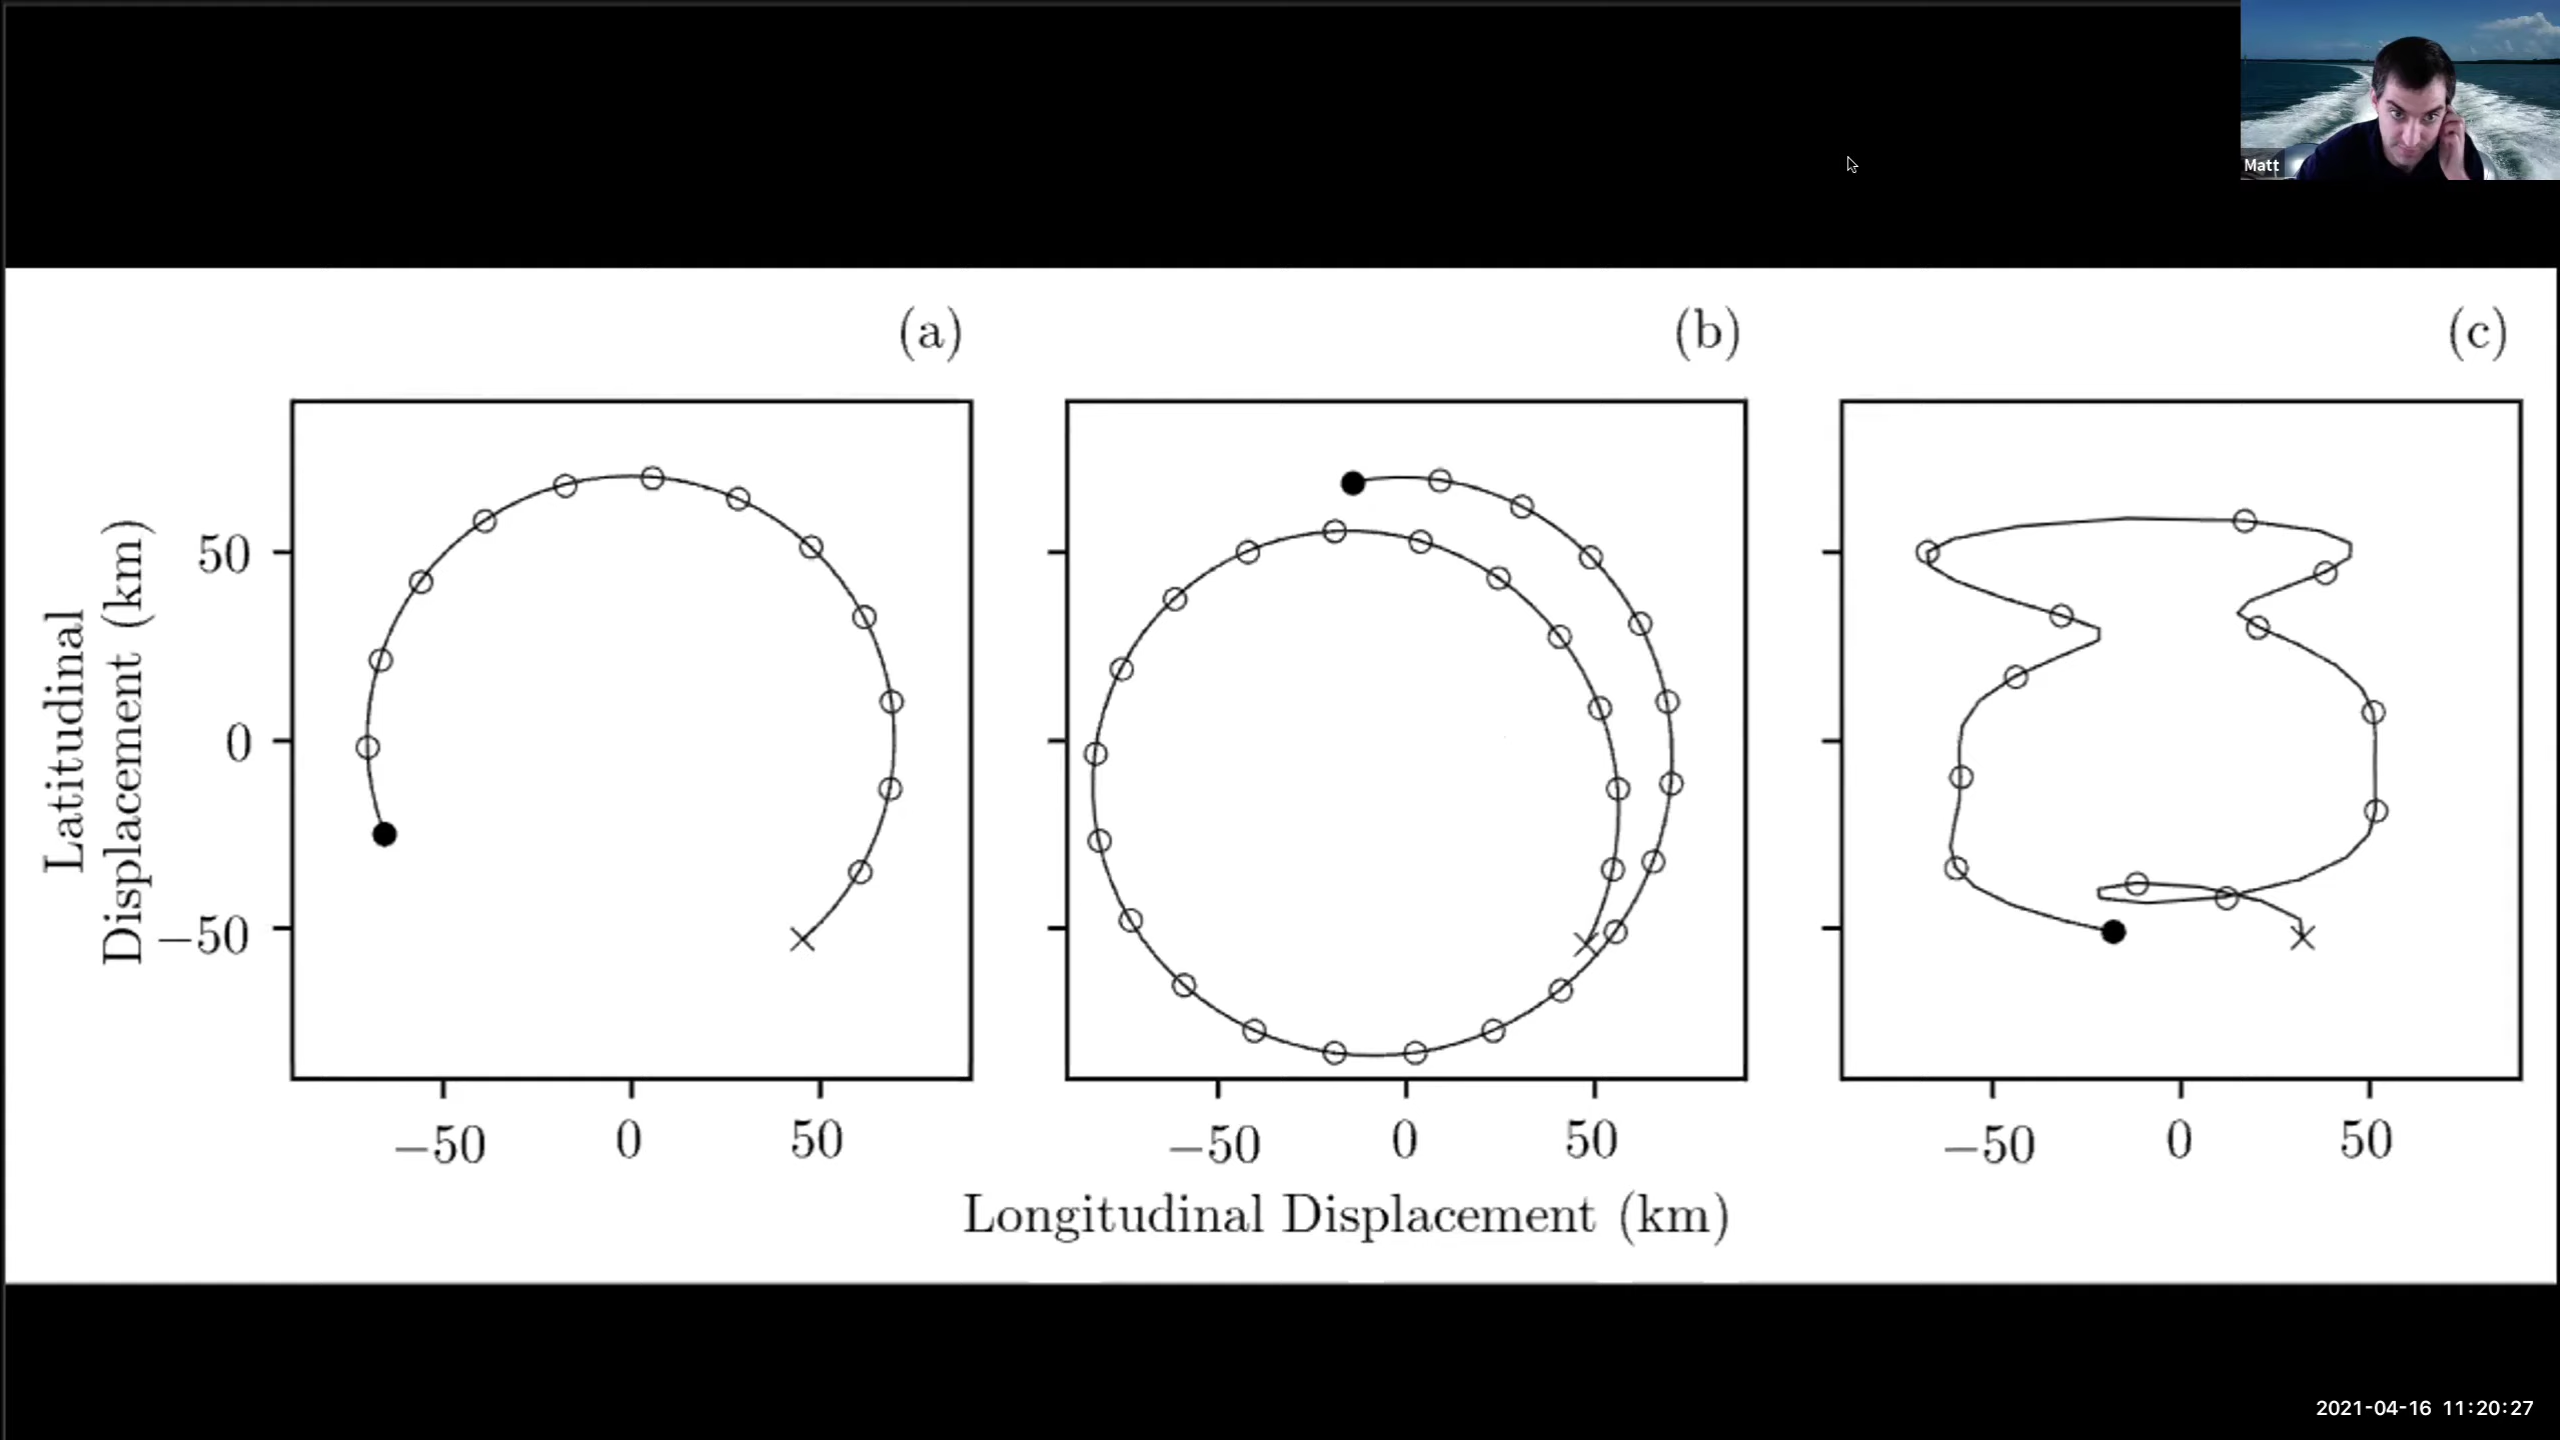 Matt
(a)
(b)
(c)
Latitudinal
Displacement (km)
50
0
−50
−50 0 50
−50 0 50
−50 0 50
Longitudinal Displacement (km)
2021-04-16 11:20:27